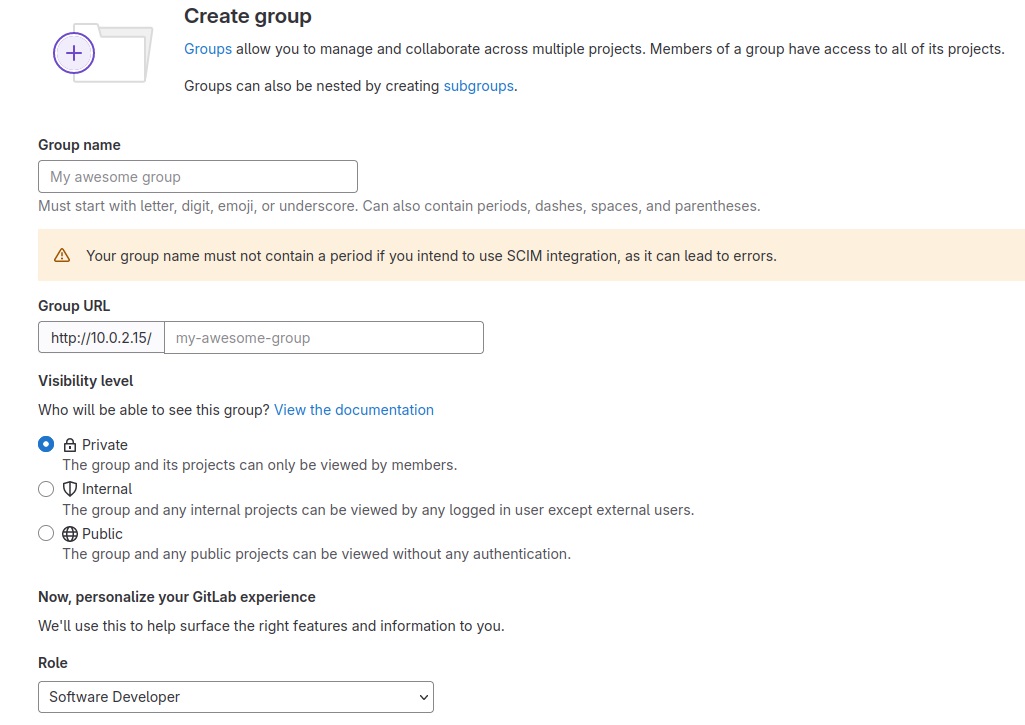 Create group
Groups allow you to manage and collaborate across multiple projects. Members of a group have access to all of its projects.
Groups can also be nested by creating subgroups.
Group name
My awesome group
Must start with letter, digit, emoji, or underscore. Can also contain periods, dashes, spaces, and parentheses.
Your group name must not contain a period if you intend to use SCIM integration, as it can lead to errors.
Group URL
http://10.0.2.15/ my-awesome-group
Visibility level
Who will be able to see this group? View the documentation
Private
The group and its projects can only be viewed by members.
Internal
The group and any internal projects can be viewed by any logged in user except external users.
Public
The group and any public projects can be viewed without any authentication.
Now, personalize your GitLab experience
We'll use this to help surface the right features and information to you.
Role
Software Developer